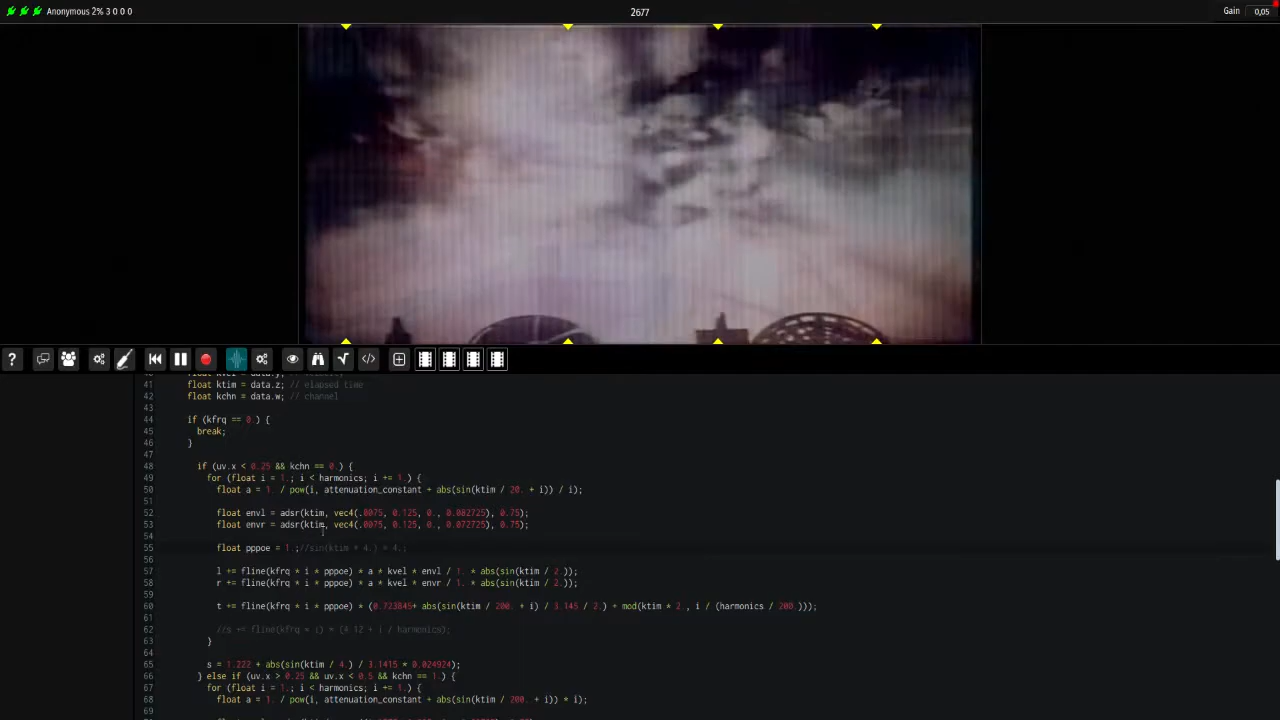 Anonymous 2% 3 0 0 0
2677
Gain 0,05
41 float ktim = data.z; // elapsed time
42 float kchn = data.w; // channel
43
44 if (kfrq == 0.) {
45 break;
46 }
47
48 if (uv.x < 0.25 && kchn == 0.) {
49 for (float i = 1.; i < harmonics; i += 1.) {
50 float a = 1. / pow(i, attenuation_constant + abs(sin(ktim / 20. + i)) / i);
51
52 float envl = adsr(ktim, vec4(.0075, 0.125, 0., 0.082725), 0.75);
53 float envr = adsr(ktim, vec4(.0075, 0.125, 0., 0.072725), 0.75);
54
55 float pppoe = 1.;//sin(ktim * 4.) = 4.;
56
57 l += fline(kfrq * i * pppoe) * a * kvel * envl / 1. * abs(sin(ktim / 2.));
58 r += fline(kfrq * i * pppoe) * a * kvel * envr / 1. * abs(sin(ktim / 2.));
59
60 t += fline(kfrq * i * pppoe) * (0.723845+ abs(sin(ktim / 200. + i) / 3.145 / 2.) + mod(ktim * 2., i / (harmonics / 200.)));
61
62 //s += fline(kfrq * i) * (4.12 + i / harmonics);
63 }
64
65 s = 1.222 + abs(sin(ktim / 4.) / 3.1415 * 0.024924);
66 } else if (uv.x > 0.25 && uv.x < 0.5 && kchn == 1.) {
67 for (float i = 1.; i < harmonics; i += 1.) {
68 float a = 1. / pow(i, attenuation_constant + abs(sin(ktim / 200. + i)) * i);
69